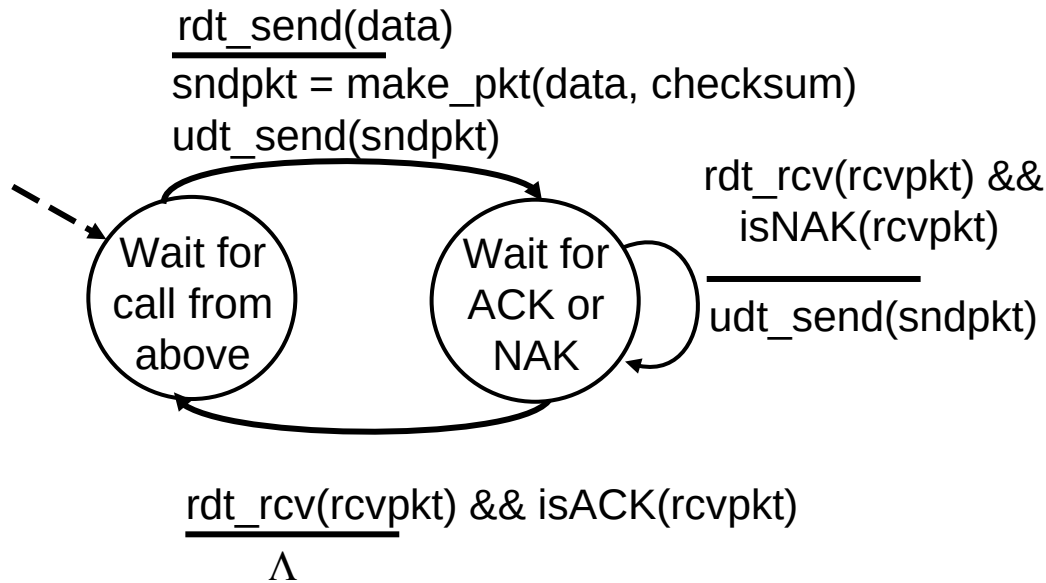 rdt_send(data)
sndpkt = make_pkt(data, checksum)
udt_send(sndpkt)
rdt_rcv(rcvpkt) &&
isNAK(rcvpkt)
udt_send(sndpkt)
Wait for
call from
above
Wait for
ACK or
NAK
rdt_rcv(rcvpkt) && isACK(rcvpkt)
Λ